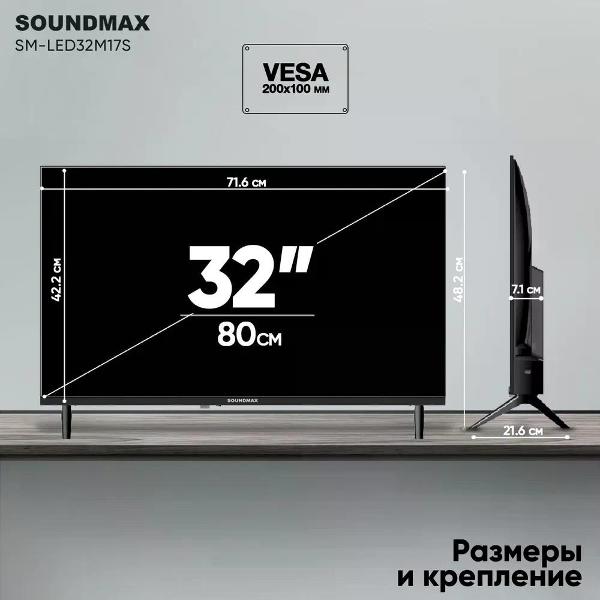 SOUNDMAX
SM-LED32M17S
VESA
200x100 мм
71.6 см
42.2 см
32"
80см
48.2 см
7.1 см
SOUNDMAX
21.6 см
Размеры
и крепление